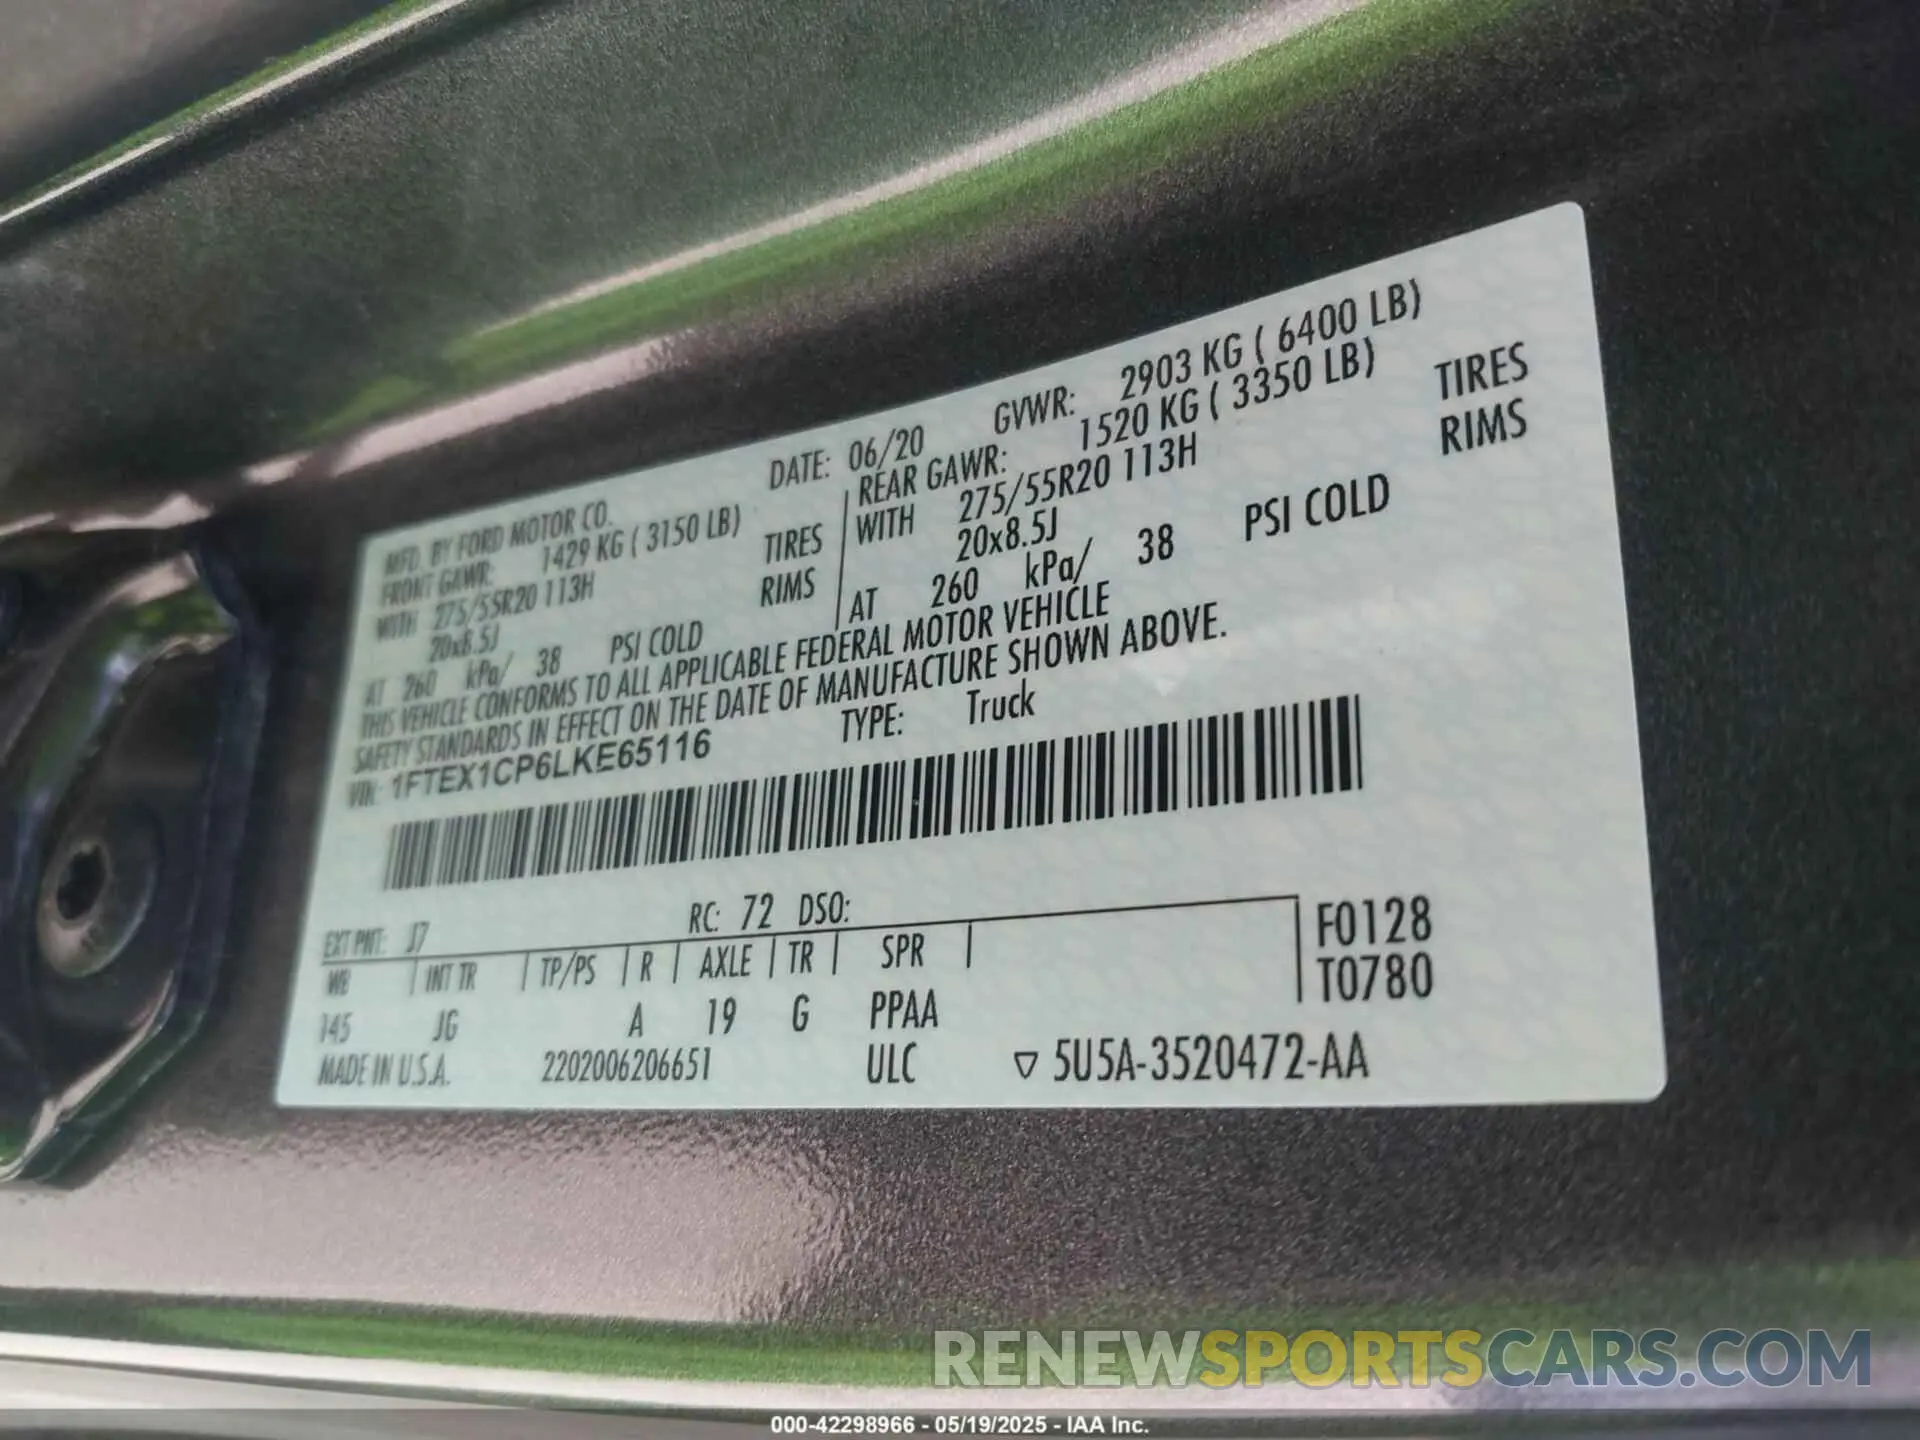 MFD. BY FORD MOTOR CO. DATE: 06/20 GVWR: 2903 KG ( 6400 LB)
FRONT GAWR: 1429 KG ( 3150 LB) REAR GAWR: 1520 KG ( 3350 LB)
WITH 275/55R20 113H TIRES WITH 275/55R20 113H TIRES
20x8.5J RIMS 20x8.5J RIMS
AT 260 kPa/ 38 PSI COLD AT 260 kPa/ 38 PSI COLD
THIS VEHICLE CONFORMS TO ALL APPLICABLE FEDERAL MOTOR VEHICLE
SAFETY STANDARDS IN EFFECT ON THE DATE OF MANUFACTURE SHOWN ABOVE.
VIN: 1FTEX1CP6LKE65116 TYPE: Truck
EXT PNT: J7 RC: 72 DSO:
WB INT TR TP/PS R AXLE TR SPR F0128
T0780
145 JG A 19 G PPAA
MADE IN U.S.A. 2202006206651 ULC ▽ 5U5A-3520472-AA
RENEWSPORTSCARS.COM
000-42298966 - 05/19/2025 - IAA Inc.